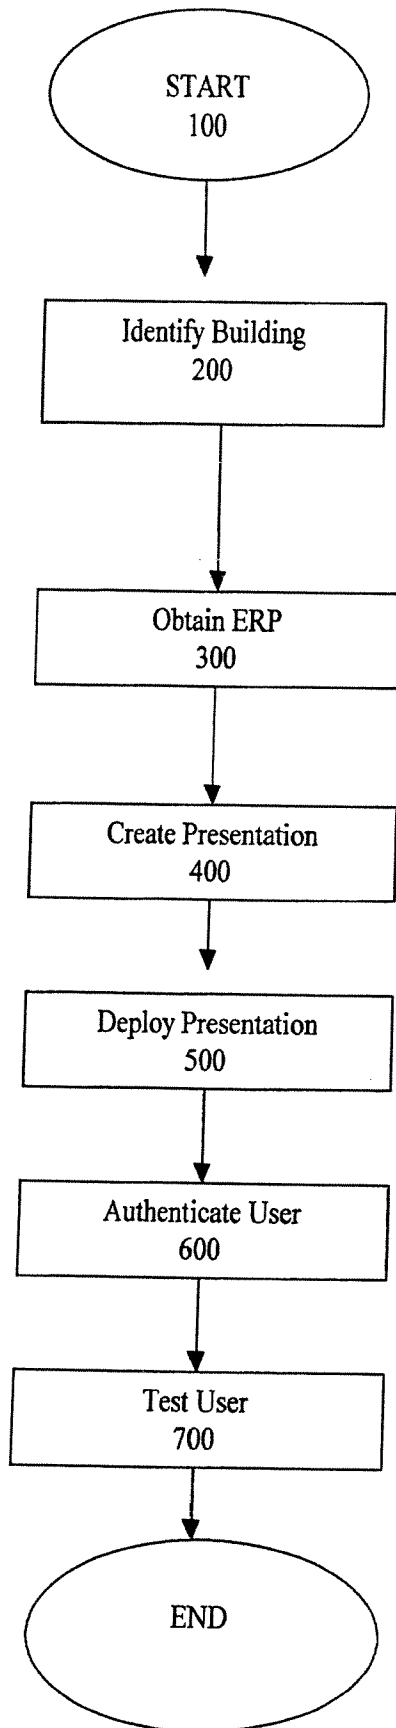 START
100
Identify Building
200
Obtain ERP
300
Create Presentation
400
Deploy Presentation
500
Authenticate User
600
Test User
700
END